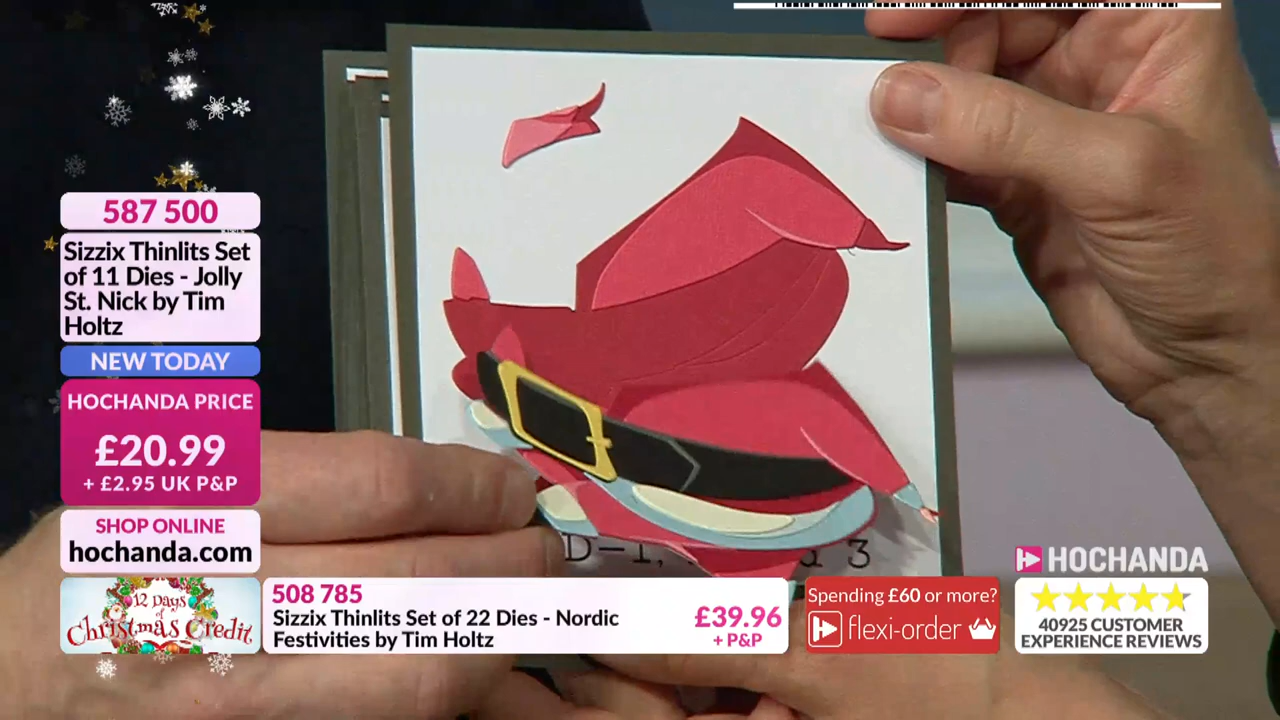 587 500
Sizzix Thinlits Set
of 11 Dies - Jolly
St. Nick by Tim
Holtz
NEW TODAY
HOCHANDA PRICE
£20.99
+ £2.95 UK P&P
SHOP ONLINE
hochanda.com
D-1,
3
HOCHANDA
12 Days
of
Christmas Credit
508 785
Sizzix Thinlits Set of 22 Dies - Nordic
Festivities by Tim Holtz
£39.96
+ P&P
Spending £60 or more?
flexi-order
40925 CUSTOMER
EXPERIENCE REVIEWS